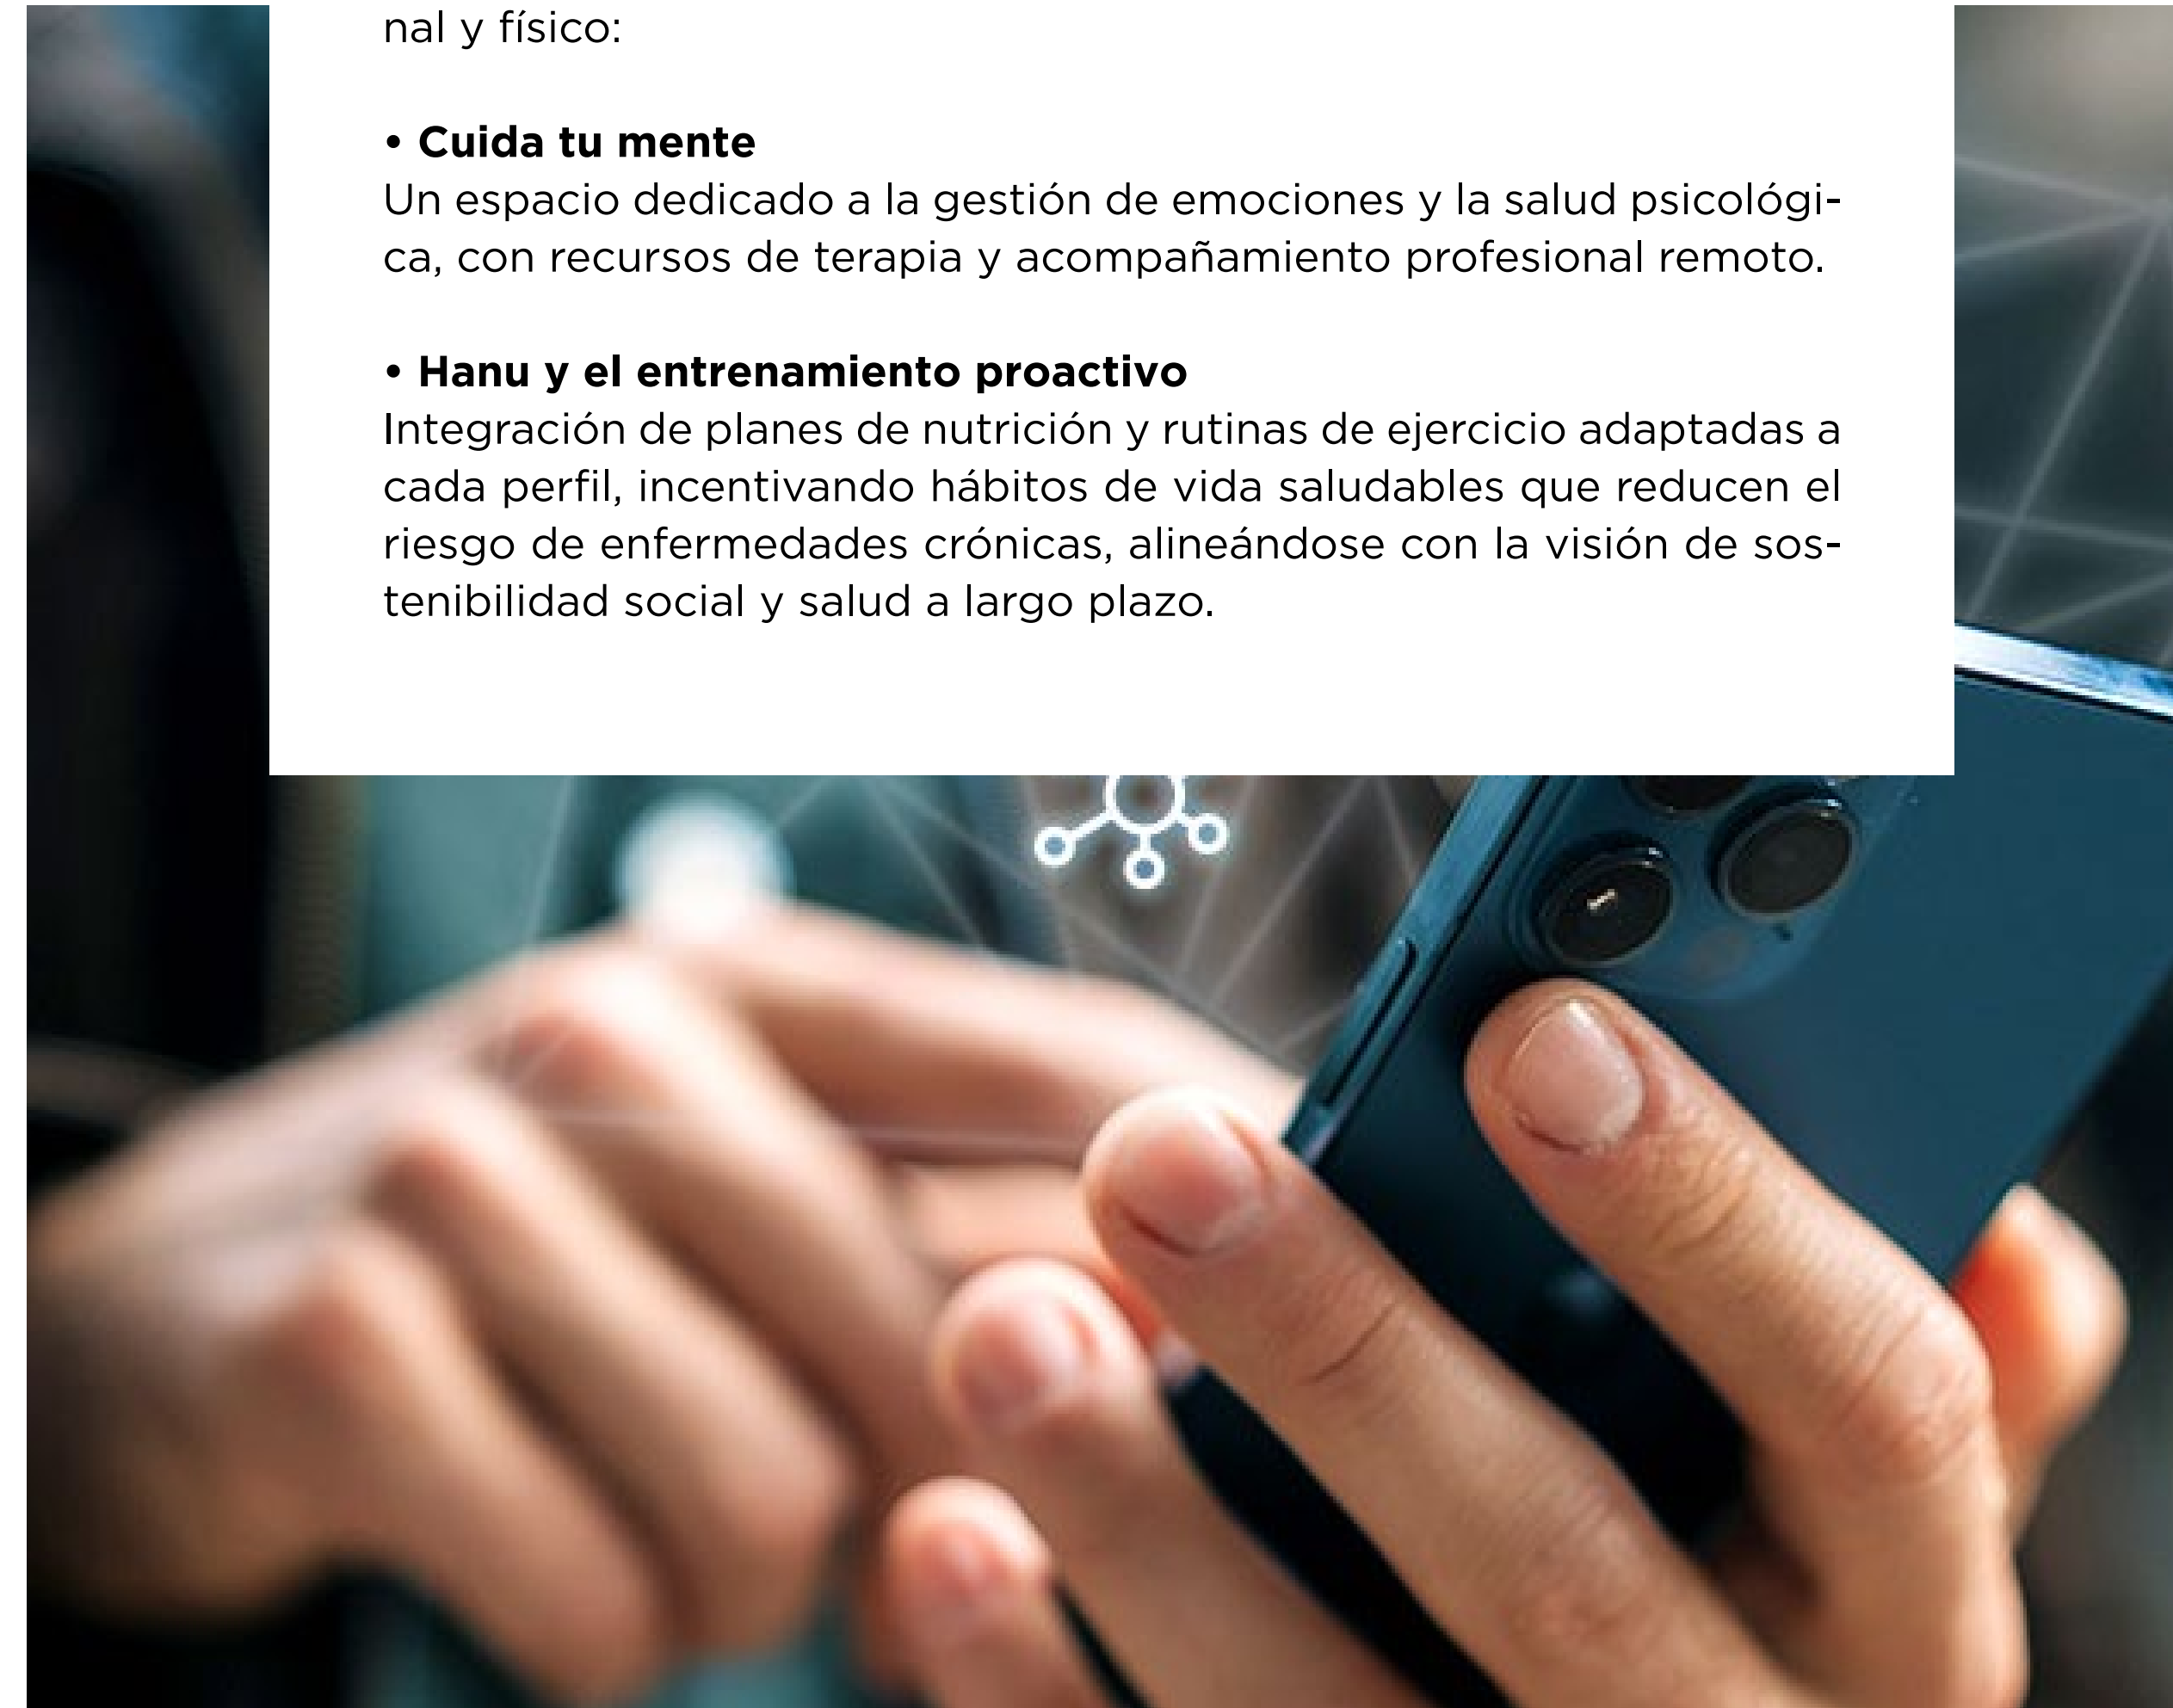 nal y físico:
• Cuida tu mente
Un espacio dedicado a la gestión de emociones y la salud psicológi-
ca, con recursos de terapia y acompañamiento profesional remoto.
• Hanu y el entrenamiento proactivo
Integración de planes de nutrición y rutinas de ejercicio adaptadas a
cada perfil, incentivando hábitos de vida saludables que reducen el
riesgo de enfermedades crónicas, alineándose con la visión de sos-
tenibilidad social y salud a largo plazo.